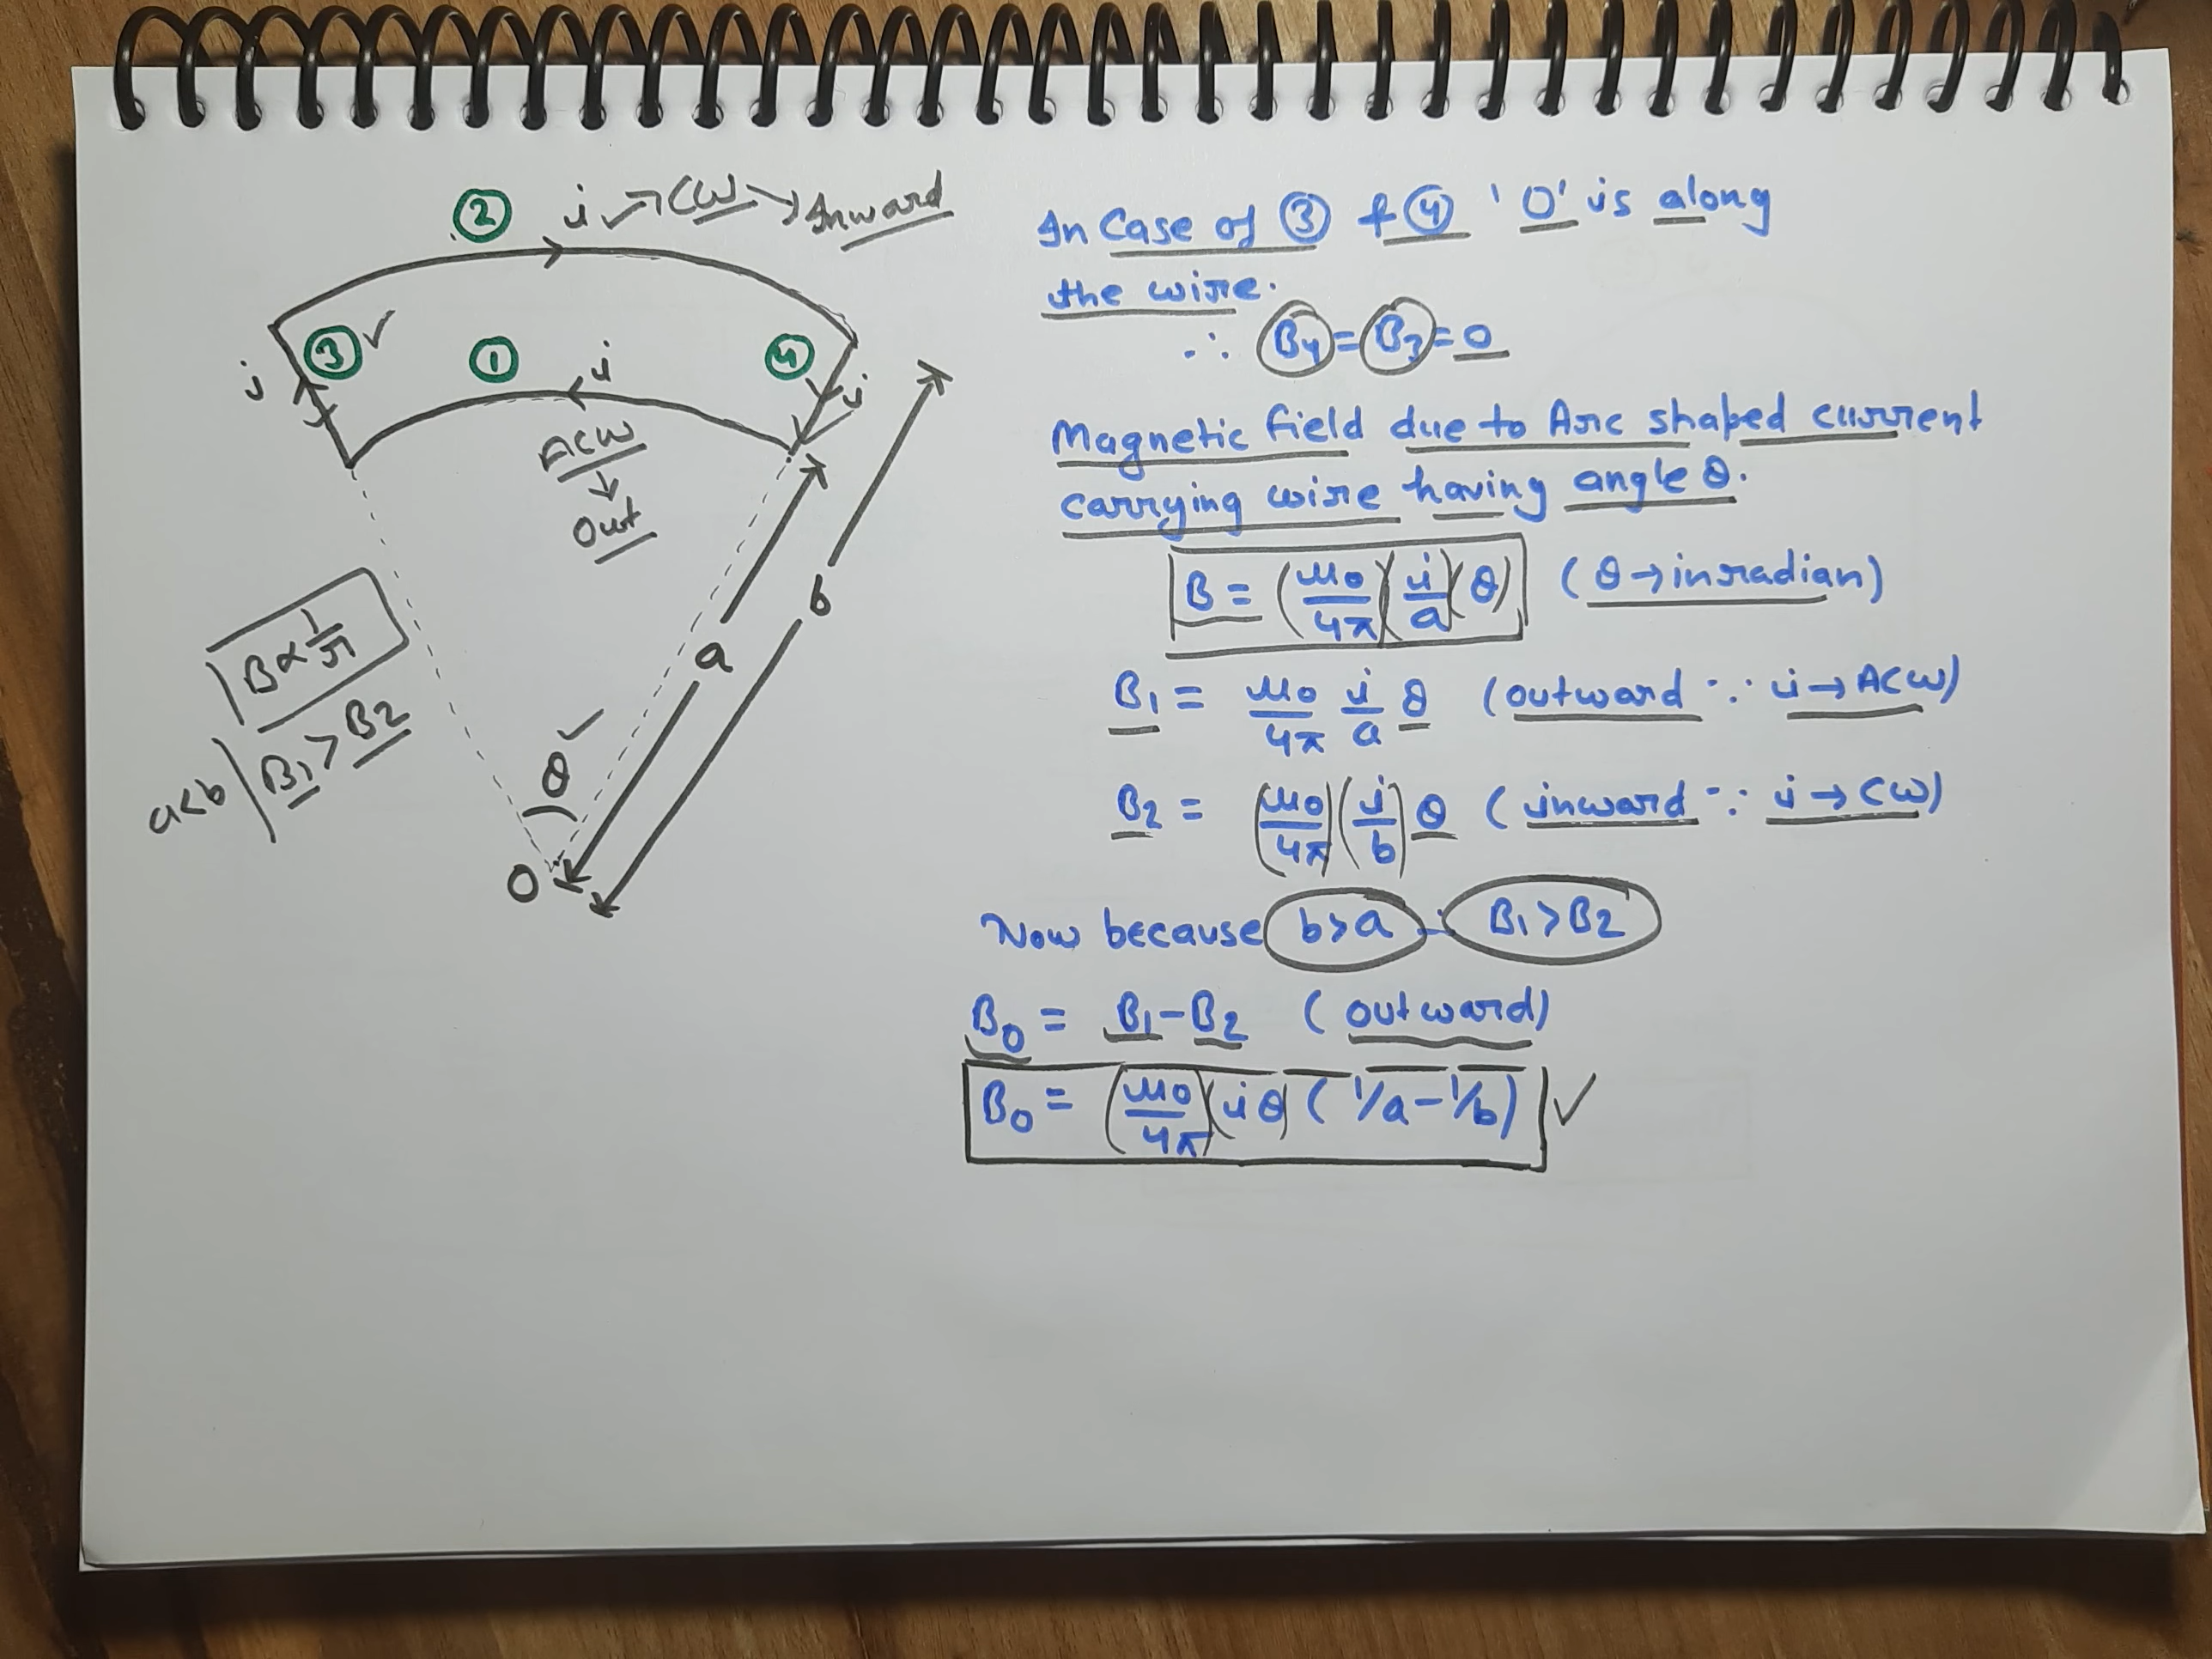 ② i → CW → Inward
③ ✓
①
④
i
i
i
ACW
↓
out
a
b
B ∝ 1/r
a<b | B1 > B2
θ
O
In Case of ③ & ④ 'O' is along
the wire.
∴ B4 = B3 = 0
Magnetic field due to Arc shaped current
carrying wire having angle θ.
B = (μ0/4π)(i/a)(θ) (θ → in radian)
B1 = μ0/4π i/a θ (outward ∵ i → ACW)
B2 = (μ0/4π)(i/b) θ (inward ∵ i → CW)
Now because b>a ∴ B1>B2
B0 = B1 - B2 (outward)
B0 = (μ0/4π)(iθ)(1/a - 1/b) ✓